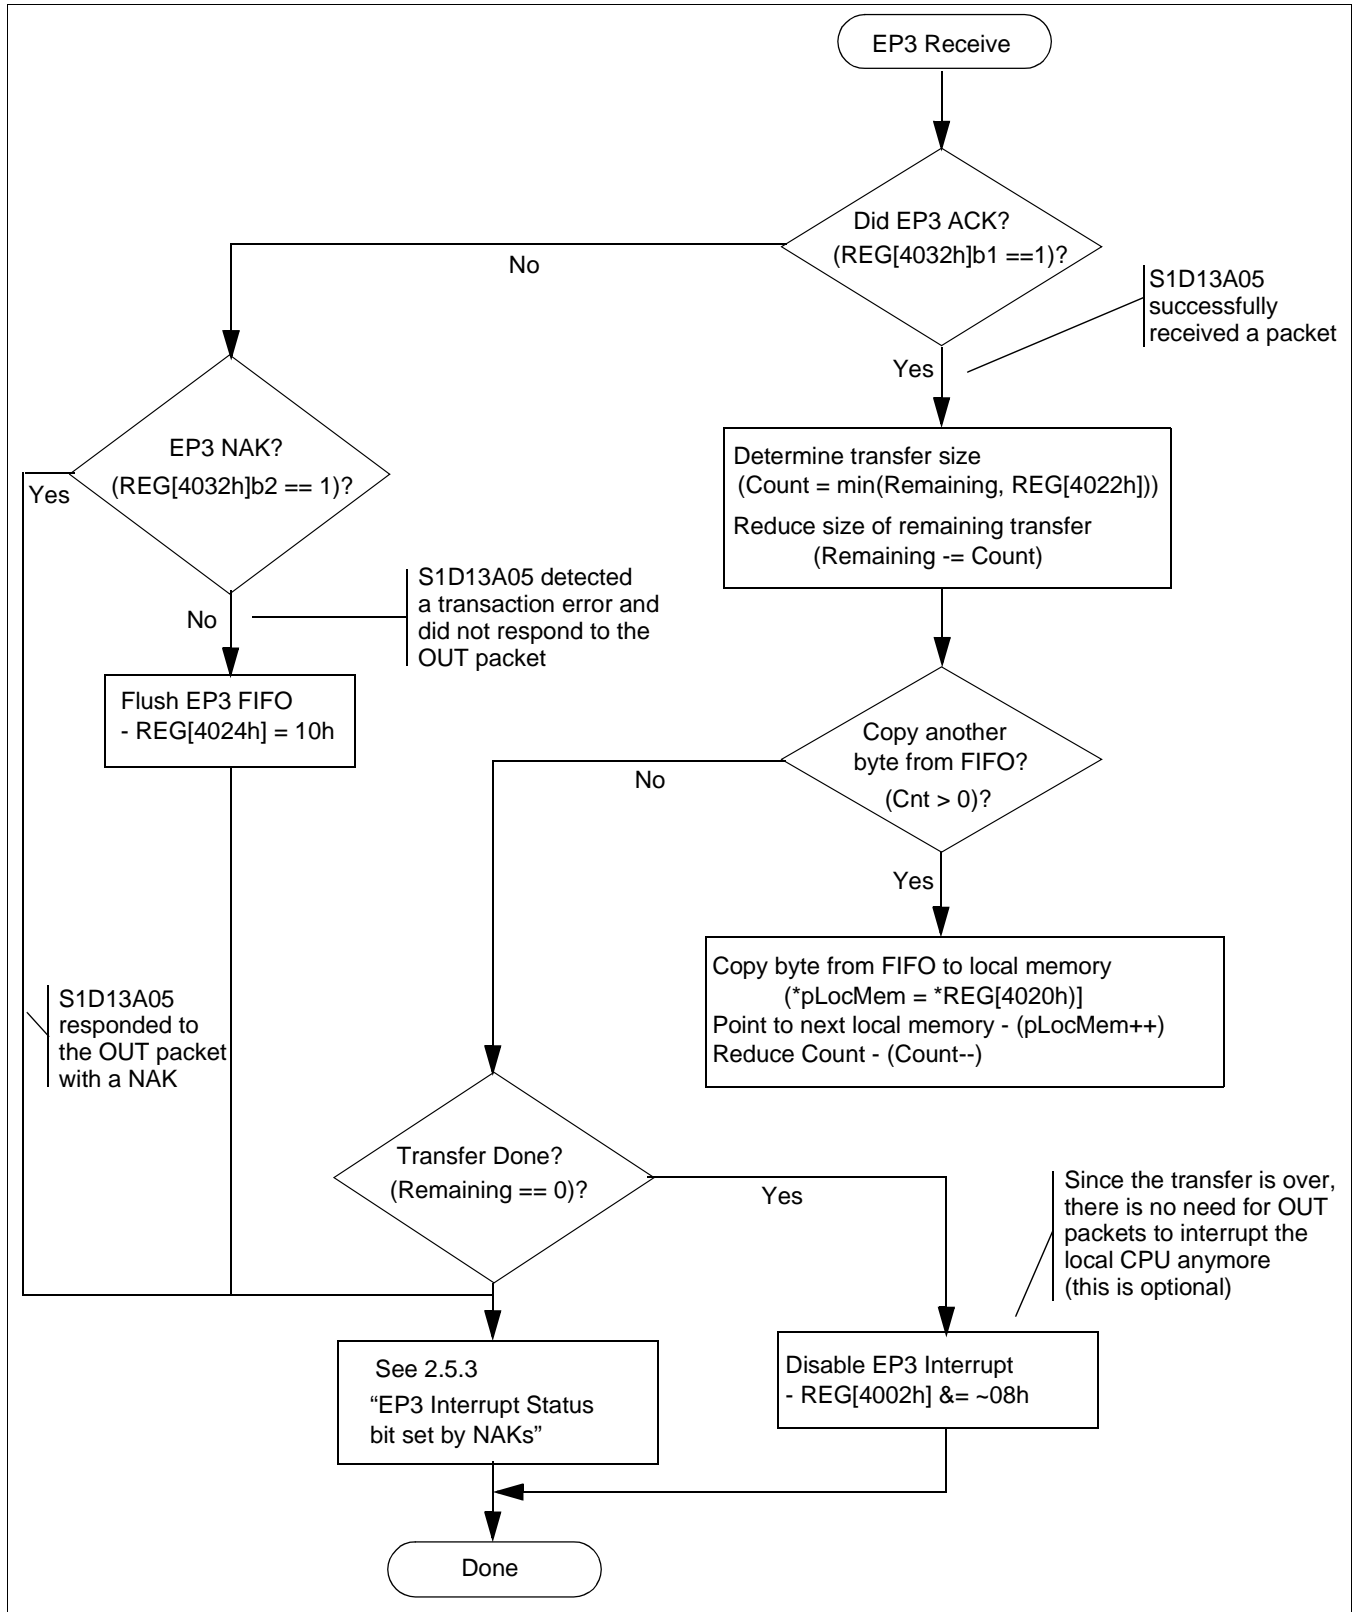 EP3 Receive
Did EP3 ACK?
(REG[4032h]b1 ==1)?
No
S1D13A05
successfully
received a packet
Yes
EP3 NAK?
(REG[4032h]b2 == 1)?
Yes
Determine transfer size
(Count = min(Remaining, REG[4022h]))
Reduce size of remaining transfer
(Remaining -= Count)
No
S1D13A05 detected
a transaction error and
did not respond to the
OUT packet
Flush EP3 FIFO
- REG[4024h] = 10h
Copy another
byte from FIFO?
(Cnt > 0)?
No
Yes
Copy byte from FIFO to local memory
(*pLocMem = *REG[4020h)]
Point to next local memory - (pLocMem++)
Reduce Count - (Count--)
S1D13A05
responded to
the OUT packet
with a NAK
Transfer Done?
(Remaining == 0)?
Yes
Since the transfer is over,
there is no need for OUT
packets to interrupt the
local CPU anymore
(this is optional)
See 2.5.3
“EP3 Interrupt Status
bit set by NAKs”
Disable EP3 Interrupt
- REG[4002h] &= ~08h
Done